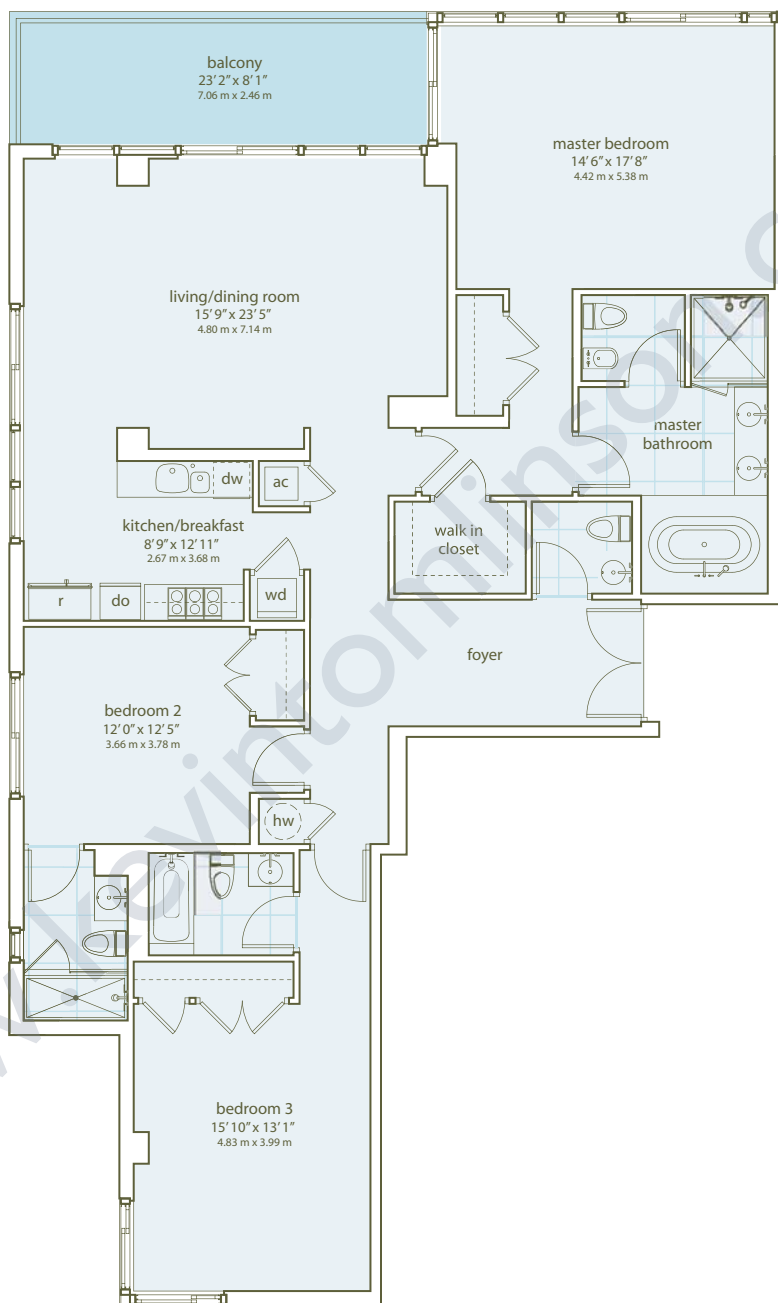 balcony
23'2" x 8'1"
7.06 m x 2.46 m
master bedroom
14'6" x 17'8"
4.42 m x 5.38 m
living/dining room
15'9" x 23'5"
4.80 m x 7.14 m
master
bathroom
dw
ac
kitchen/breakfast
8'9" x 12'11"
2.67 m x 3.68 m
walk in
closet
r
do
wd
foyer
bedroom 2
12'0" x 12'5"
3.66 m x 3.78 m
hw
bedroom 3
15'10" x 13'1"
4.83 m x 3.99 m
w.kevintomlinson.c